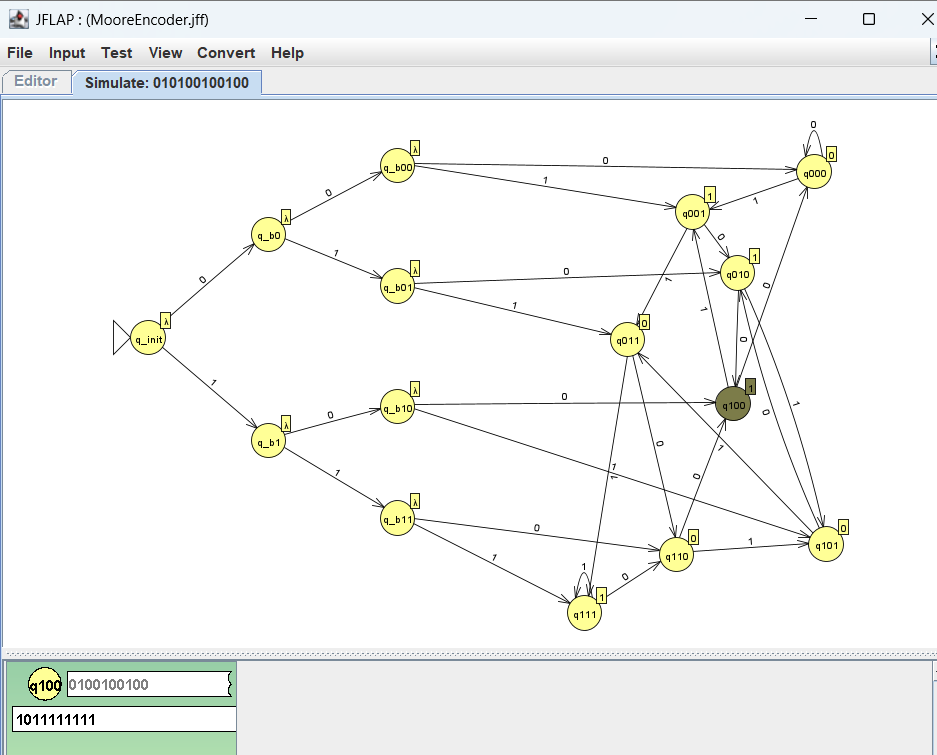 JFLAP : (MooreEncoder.jff)
File Input Test View Convert Help
Editor Simulate: 010100100100
0
λ 0 0
q_b00 q000
1 1 1
0 λ q001
q_b0 0 1
1 λ 0 q010
0 q_b01
1 1 0
λ 0
q_init q011 0
1
λ 1
1 0 q100
λ q_b10
0 0 1
q_b1 0 1
1 λ 1
1 0
q_b11 0 0 0
0 1 q101
q110
1 1
0 1
q111
q100 0100100100
1011111111